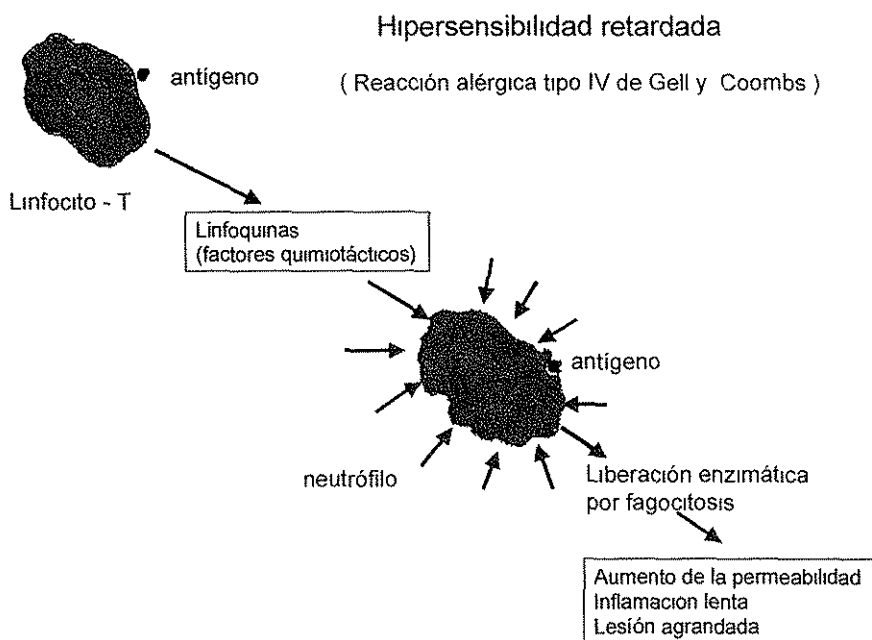 Hipersensibilidad retardada
( Reacción alérgica tipo IV de Gell y Coombs )
antígeno
Linfocito - T
Linfoquinas
(factores quimiotácticos)
antígeno
neutrófilo
Liberación enzimática
por fagocitosis
Aumento de la permeabilidad
Inflamacion lenta
Lesión agrandada